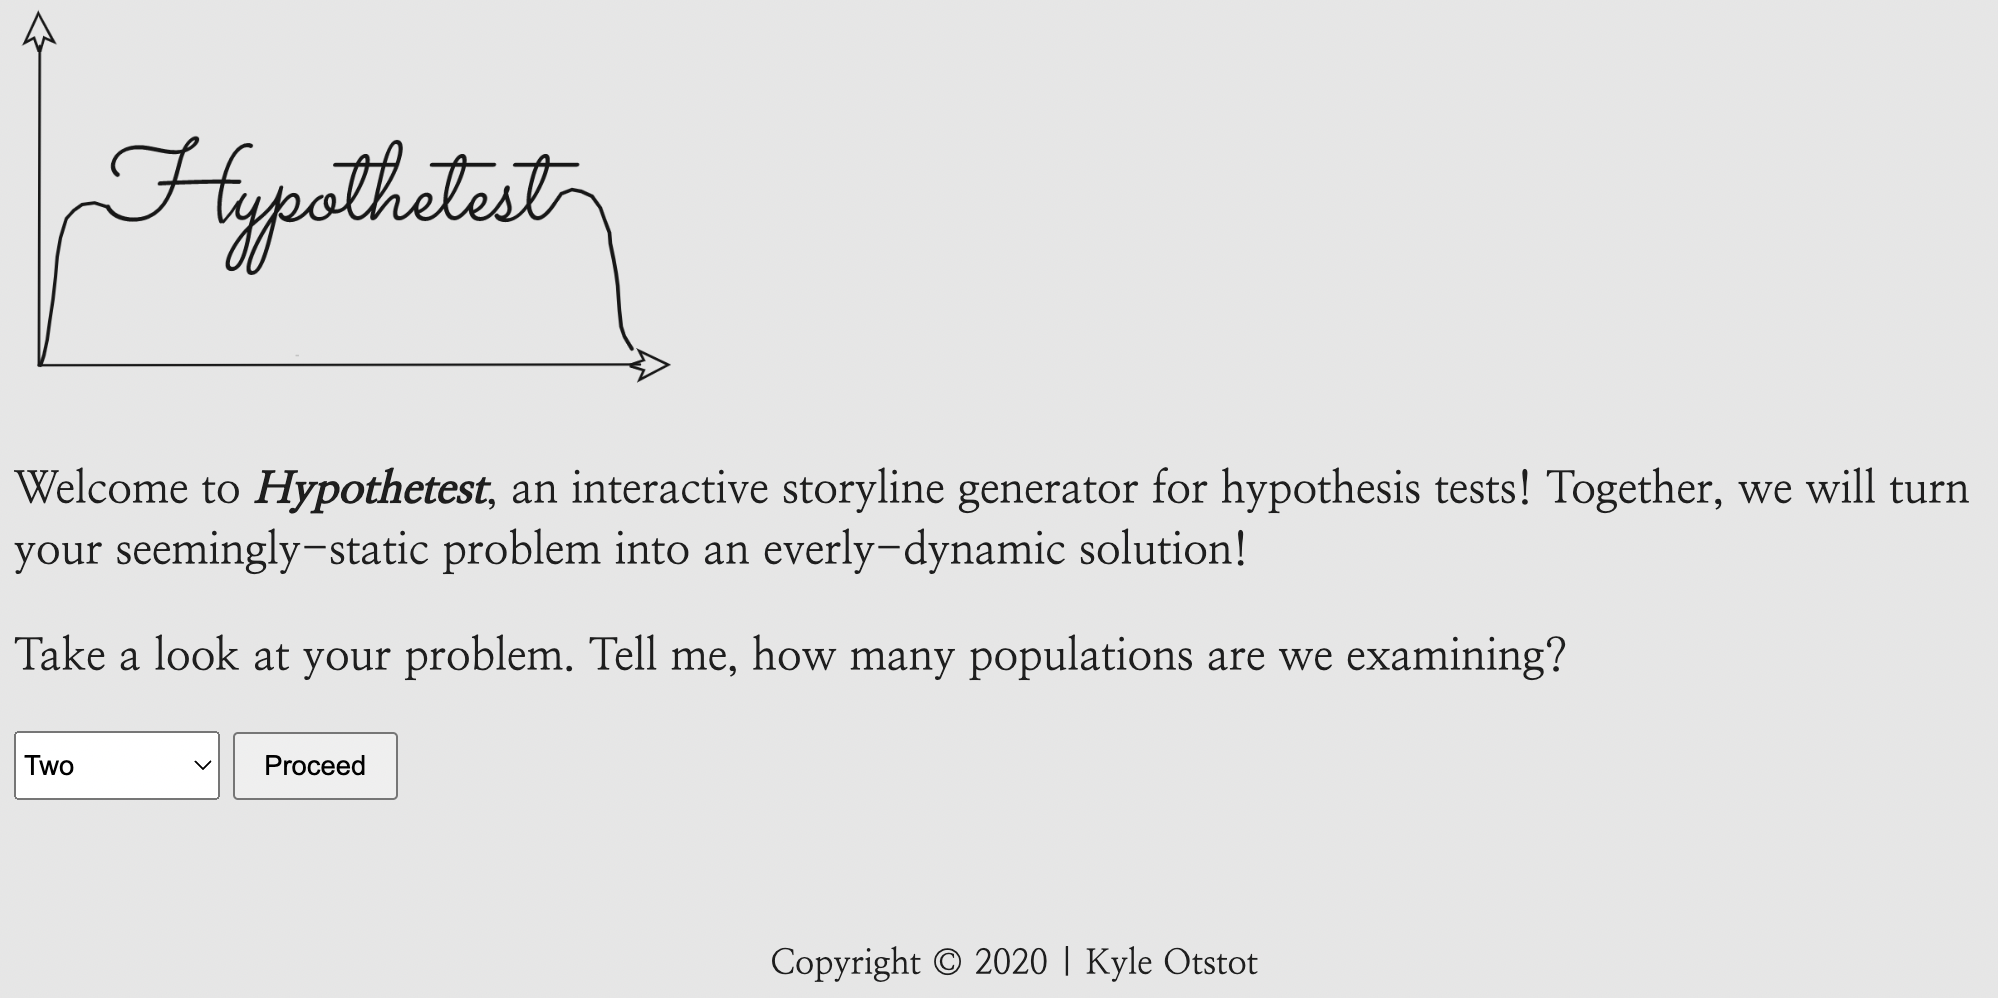 Hypothetest
Welcome to Hypothetest, an interactive storyline generator for hypothesis tests! Together, we will turn
your seemingly-static problem into an everly-dynamic solution!
Take a look at your problem. Tell me, how many populations are we examining?
Two
Proceed
Copyright © 2020 | Kyle Otstot